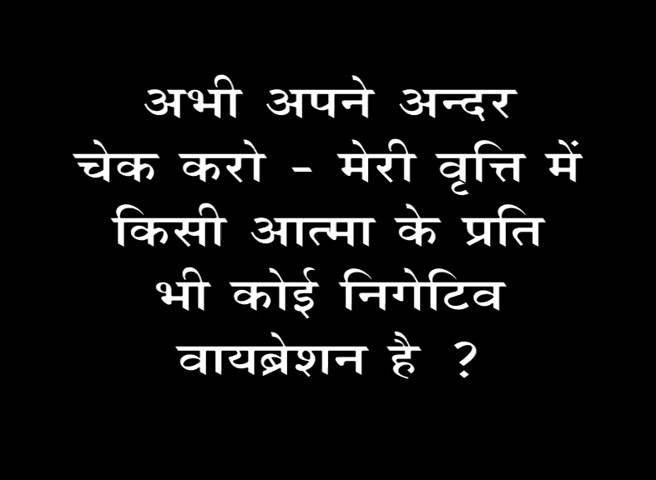 अभी अपने अन्दर
चेक करो - मेरी वृत्ति में
किसी आत्मा के प्रति
भी कोई निगेटिव
वायब्रेशन है ?